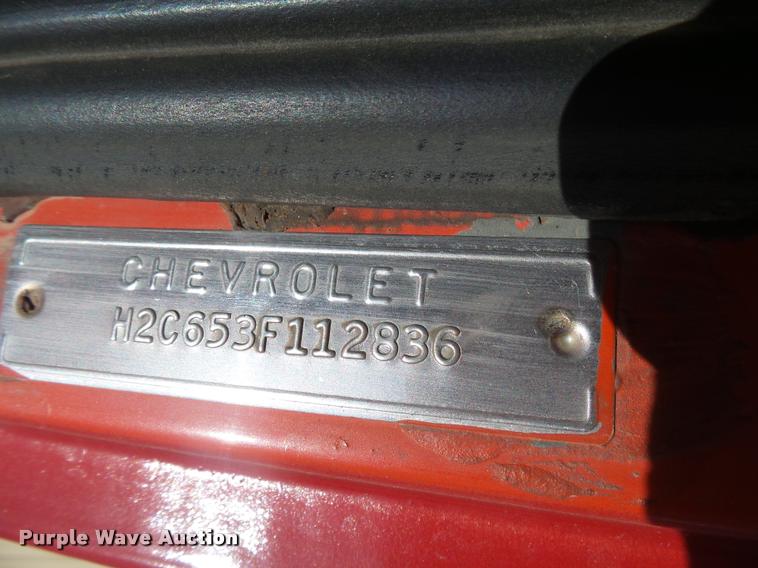 CHEVROLET
H2C653F112836
Purple Wave Auction